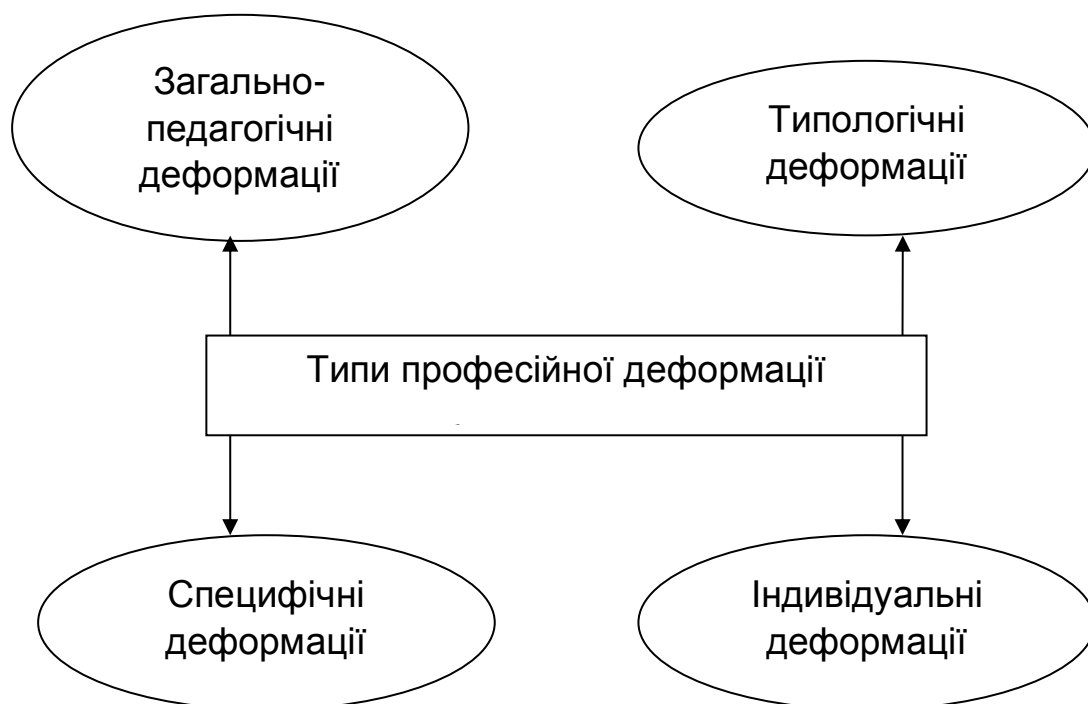 Загально-
педагогічні
деформації
Типологічні
деформації
Типи професійної деформації
Специфічні
деформації
Індивідуальні
деформації